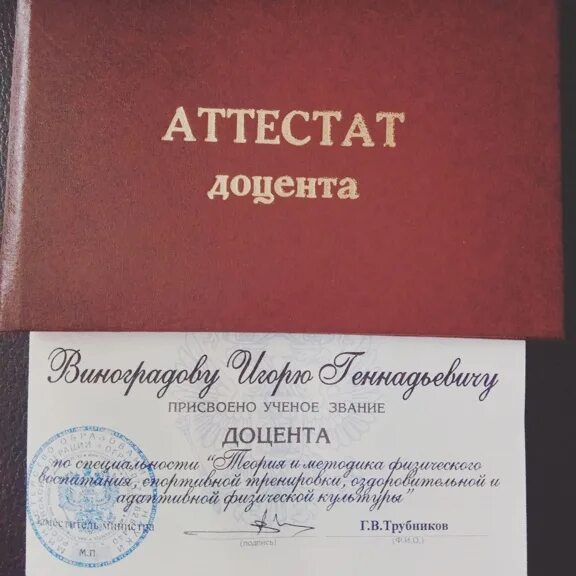 АТТЕСТАТ
доцента
Виноградову Игорю Геннадьевичу
ПРИСВОЕНО УЧЕНОЕ ЗВАНИЕ
ДОЦЕНТА
по специальности "Теория и методика физического
воспитания, спортивной тренировки, оздоровительной и
адаптивной физической культуры"
заместитель министра
Г.В.Трубников
М.П.
(подпись)
(Ф.И.О.)